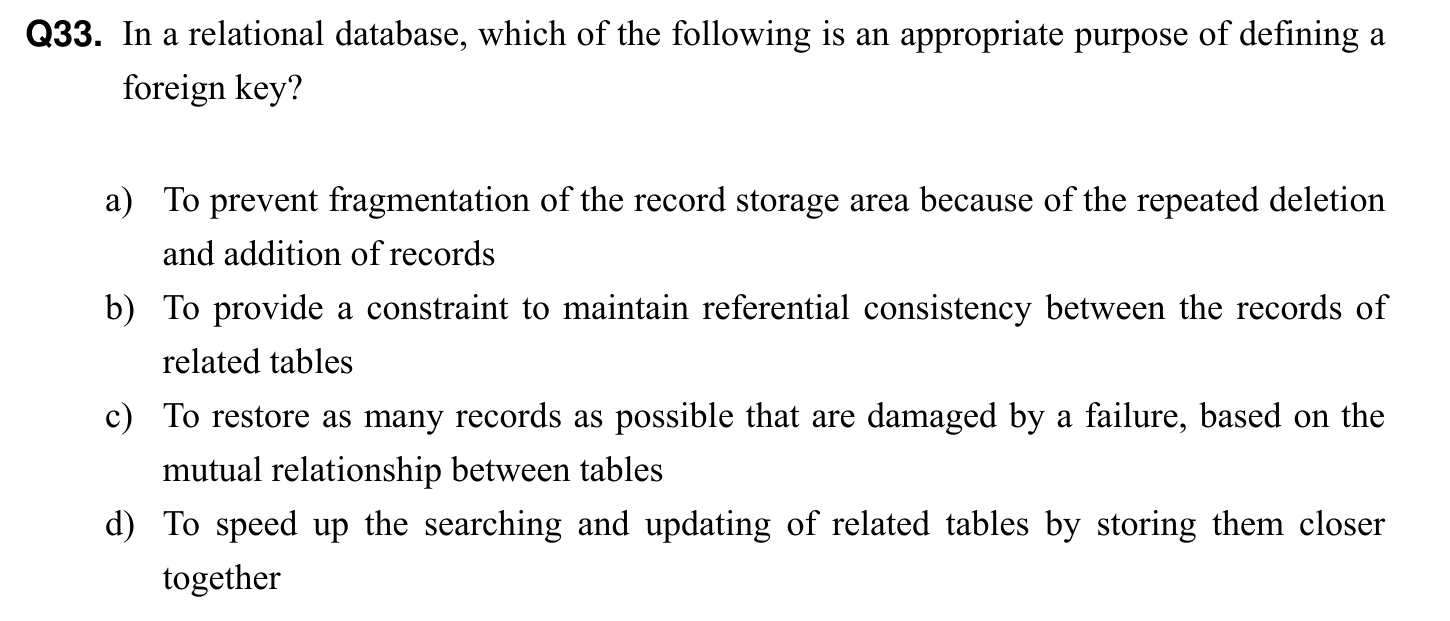 Q33. In a relational database, which of the following is an appropriate purpose of defining a
foreign key?
a) To prevent fragmentation of the record storage area because of the repeated deletion
and addition of records
b) To provide a constraint to maintain referential consistency between the records of
related tables
c) To restore as many records as possible that are damaged by a failure, based on the
mutual relationship between tables
d) To speed up the searching and updating of related tables by storing them closer
together